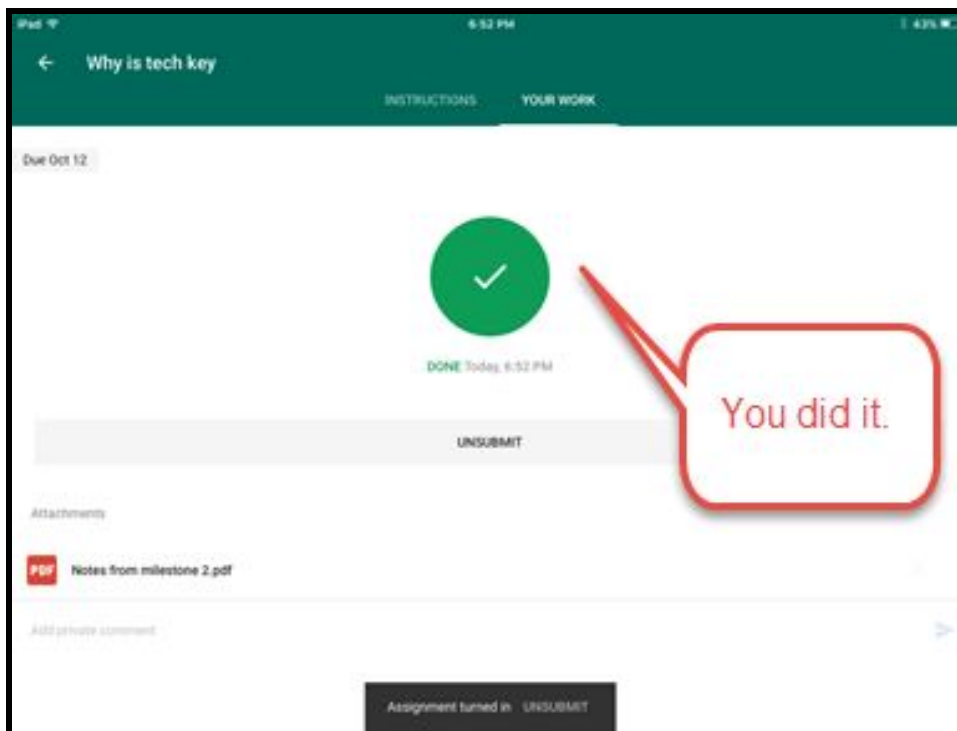 iPad 6:52 PM 43%
Why is tech key
INSTRUCTIONS YOUR WORK
Due Oct 12
DONE Today, 6:52 PM
You did it.
UNSUBMIT
Attachments
PDF Notes from milestone 2.pdf
Add private comment
Assignment turned in UNSUBMIT